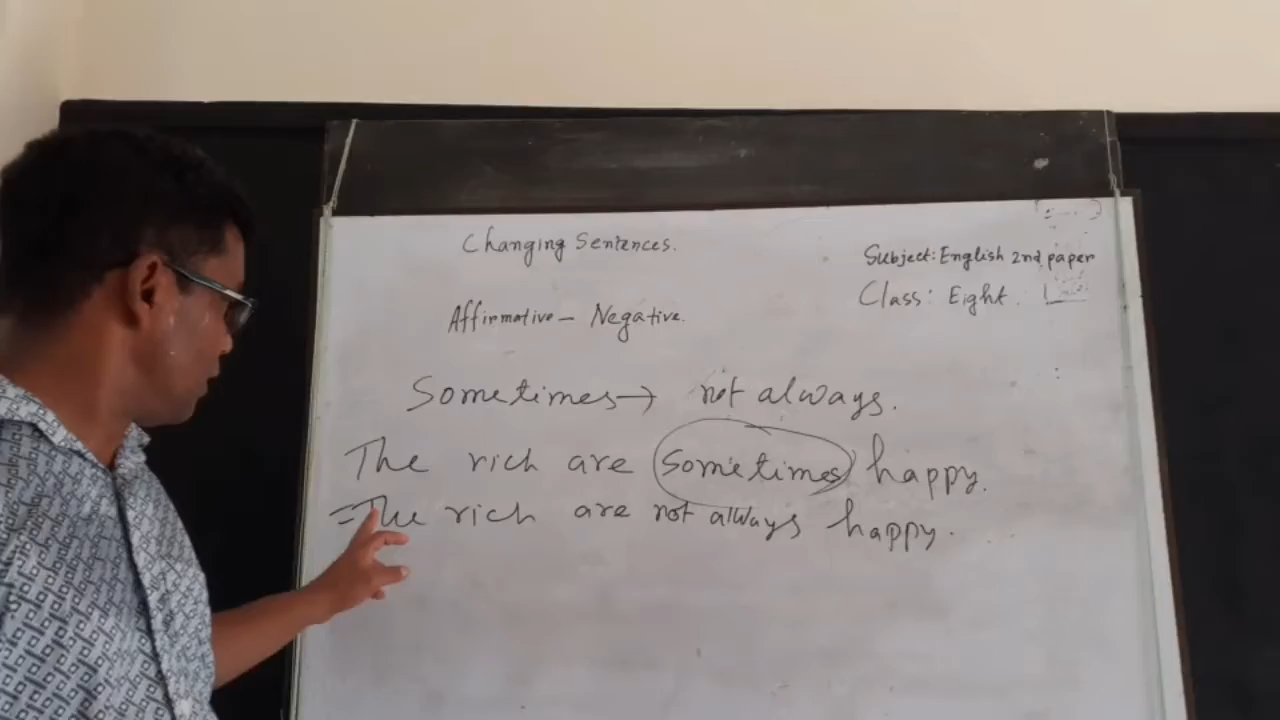 Changing Sentences.
Subject: English 2nd paper
Class: Eight.
Affirmative - Negative.
Sometimes → not always.
The rich are sometimes happy.
= The rich are not always happy.